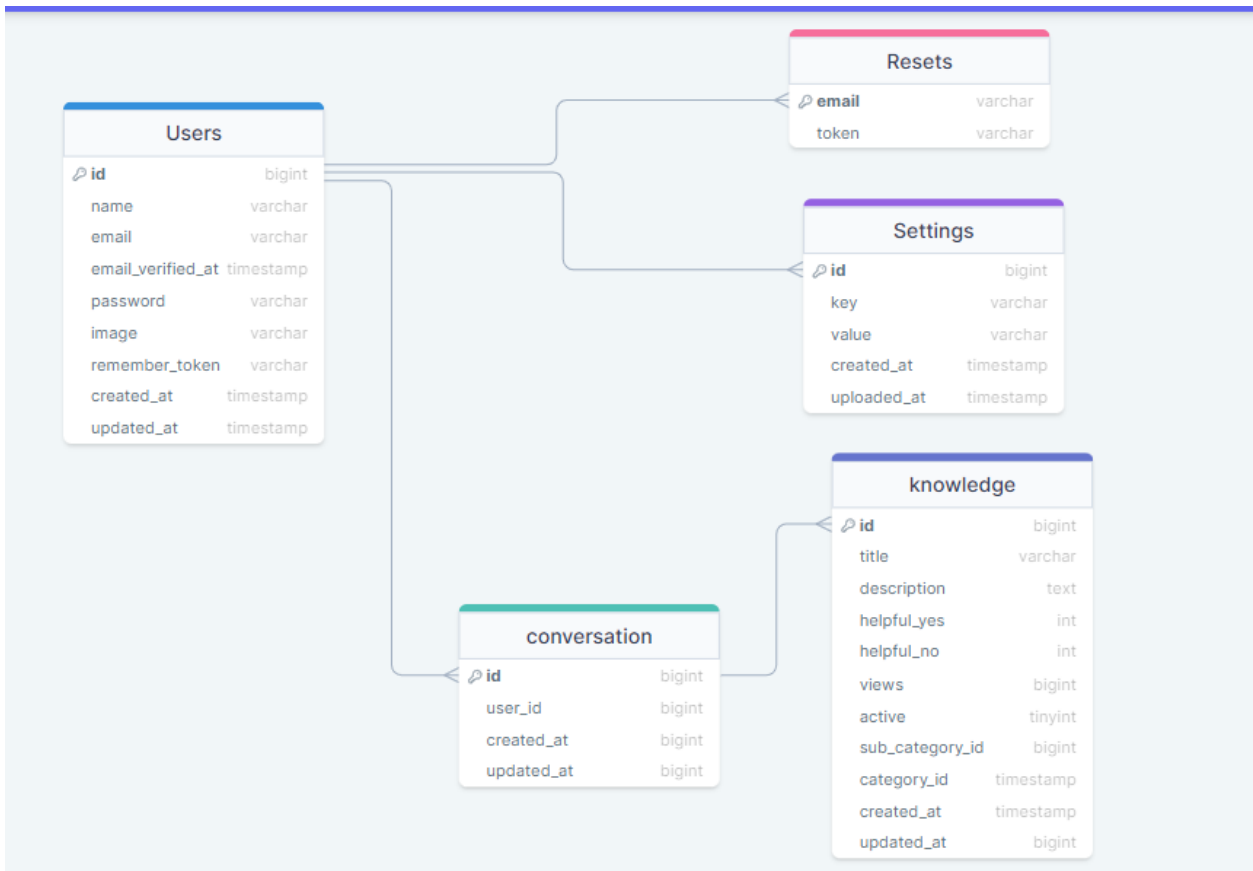 Users
id bigint
name varchar
email varchar
email_verified_at timestamp
password varchar
image varchar
remember_token varchar
created_at timestamp
updated_at timestamp
Resets
email varchar
token varchar
Settings
id bigint
key varchar
value varchar
created_at timestamp
uploaded_at timestamp
conversation
id bigint
user_id bigint
created_at bigint
updated_at bigint
knowledge
id bigint
title varchar
description text
helpful_yes int
helpful_no int
views bigint
active tinyint
sub_category_id bigint
category_id timestamp
created_at timestamp
updated_at bigint